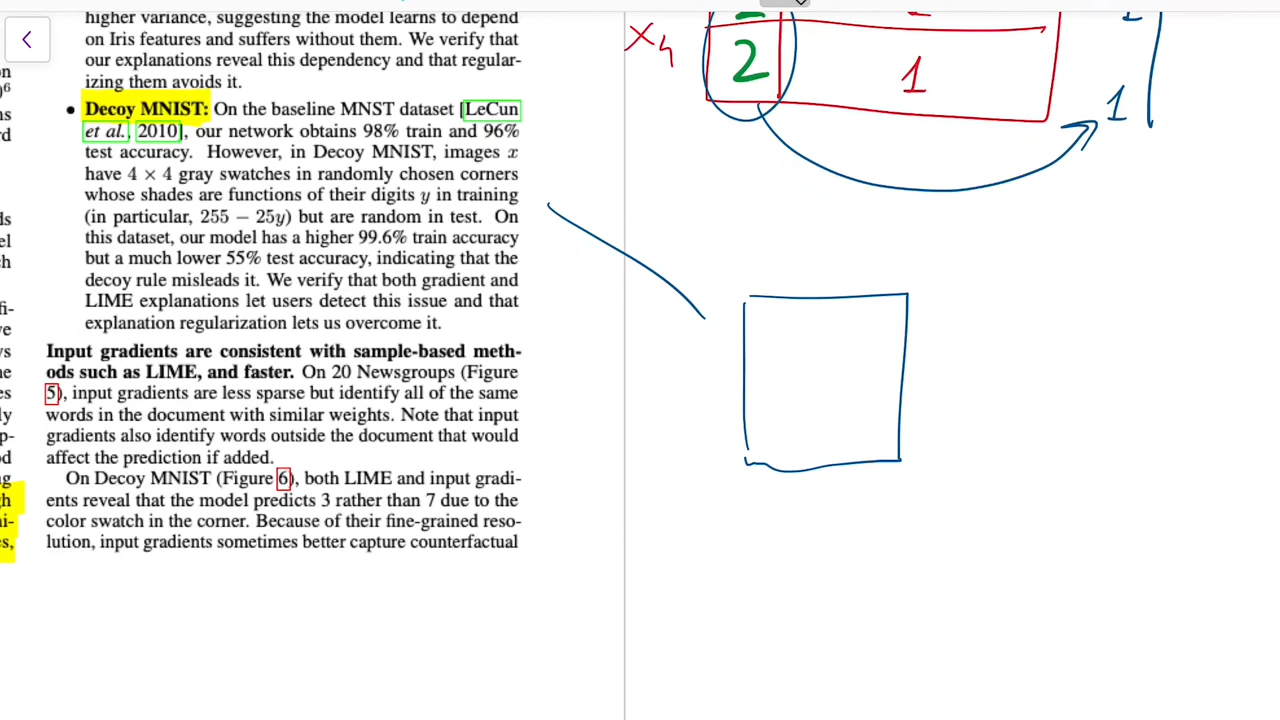 higher variance, suggesting the model learns to depend
on Iris features and suffers without them. We verify that
our explanations reveal this dependency and that regular-
izing them avoids it.
• Decoy MNIST: On the baseline MNST dataset [LeCun
et al., 2010], our network obtains 98% train and 96%
test accuracy. However, in Decoy MNIST, images x
have 4 × 4 gray swatches in randomly chosen corners
whose shades are functions of their digits y in training
(in particular, 255 − 25y) but are random in test. On
this dataset, our model has a higher 99.6% train accuracy
but a much lower 55% test accuracy, indicating that the
decoy rule misleads it. We verify that both gradient and
LIME explanations let users detect this issue and that
explanation regularization lets us overcome it.
Input gradients are consistent with sample-based meth-
ods such as LIME, and faster. On 20 Newsgroups (Figure
5), input gradients are less sparse but identify all of the same
words in the document with similar weights. Note that input
gradients also identify words outside the document that would
affect the prediction if added.
On Decoy MNIST (Figure 6), both LIME and input gradi-
ents reveal that the model predicts 3 rather than 7 due to the
color swatch in the corner. Because of their fine-grained reso-
lution, input gradients sometimes better capture counterfactual
x4 2 1 1